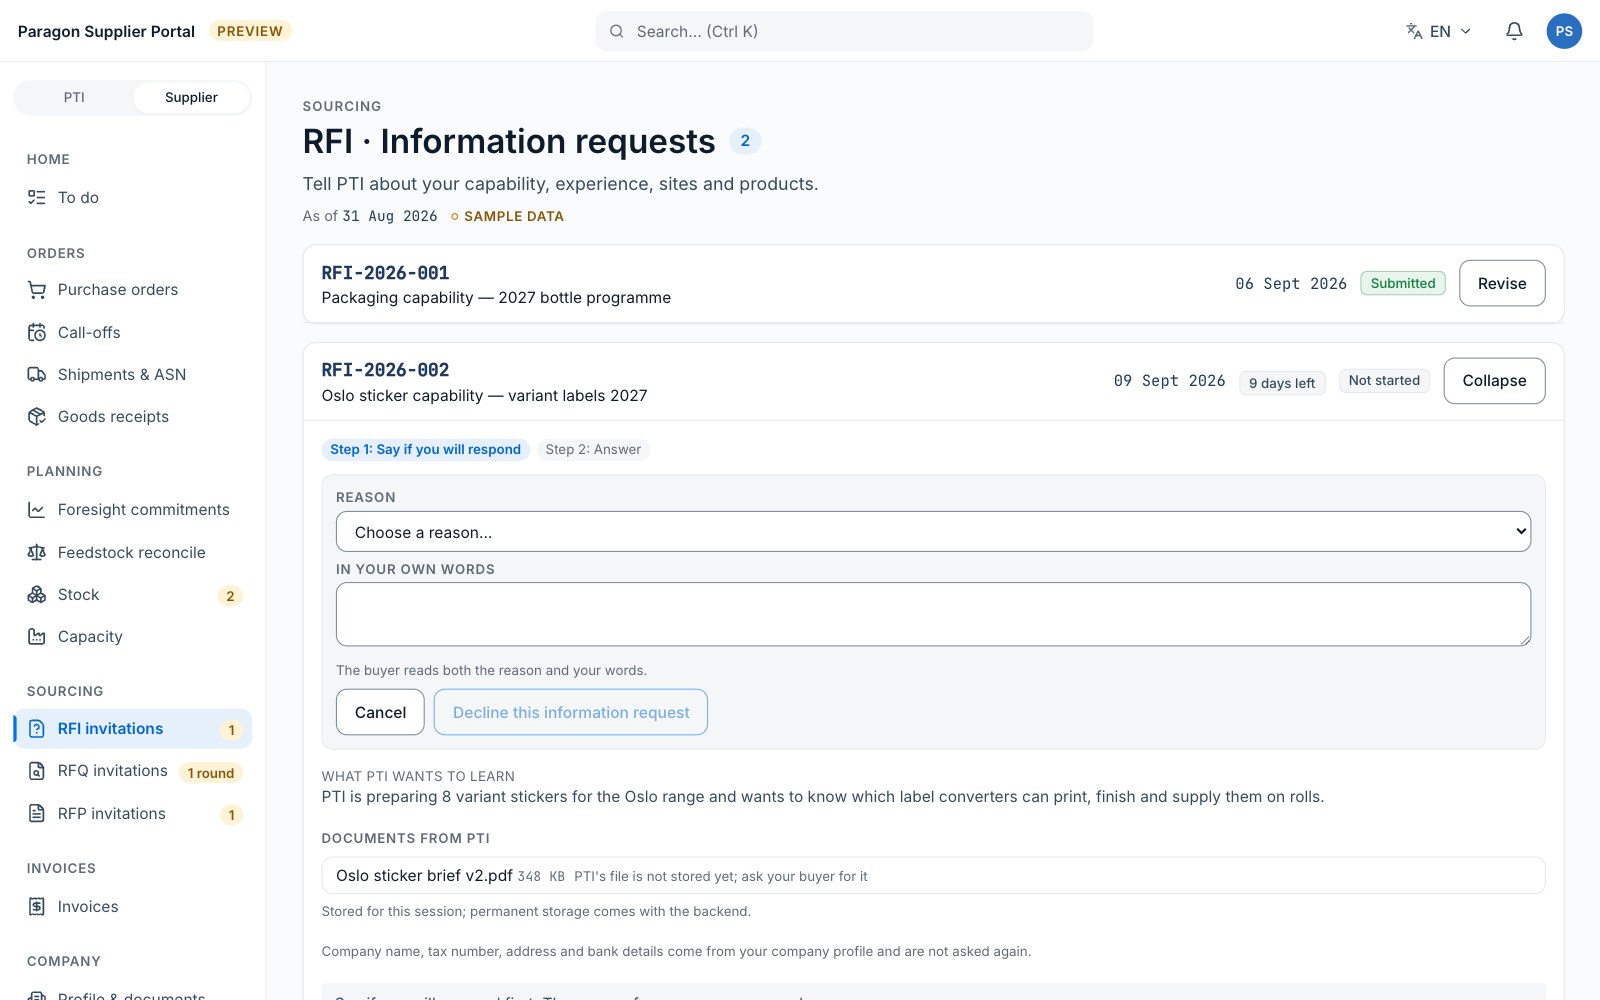 Paragon Supplier Portal PREVIEW
Search... (Ctrl K)
EN
PS
PTI Supplier
HOME
To do
ORDERS
Purchase orders
Call-offs
Shipments & ASN
Goods receipts
PLANNING
Foresight commitments
Feedstock reconcile
Stock 2
Capacity
SOURCING
RFI invitations 1
RFQ invitations 1 round
RFP invitations 1
INVOICES
Invoices
COMPANY
Profile & documents
SOURCING
RFI · Information requests 2
Tell PTI about your capability, experience, sites and products.
As of 31 Aug 2026 SAMPLE DATA
RFI-2026-001
Packaging capability — 2027 bottle programme
06 Sept 2026 Submitted Revise
RFI-2026-002
Oslo sticker capability — variant labels 2027
09 Sept 2026 9 days left Not started Collapse
Step 1: Say if you will respond Step 2: Answer
REASON
Choose a reason...
IN YOUR OWN WORDS
The buyer reads both the reason and your words.
Cancel Decline this information request
WHAT PTI WANTS TO LEARN
PTI is preparing 8 variant stickers for the Oslo range and wants to know which label converters can print, finish and supply them on rolls.
DOCUMENTS FROM PTI
Oslo sticker brief v2.pdf 348 KB PTI's file is not stored yet; ask your buyer for it
Stored for this session; permanent storage comes with the backend.
Company name, tax number, address and bank details come from your company profile and are not asked again.